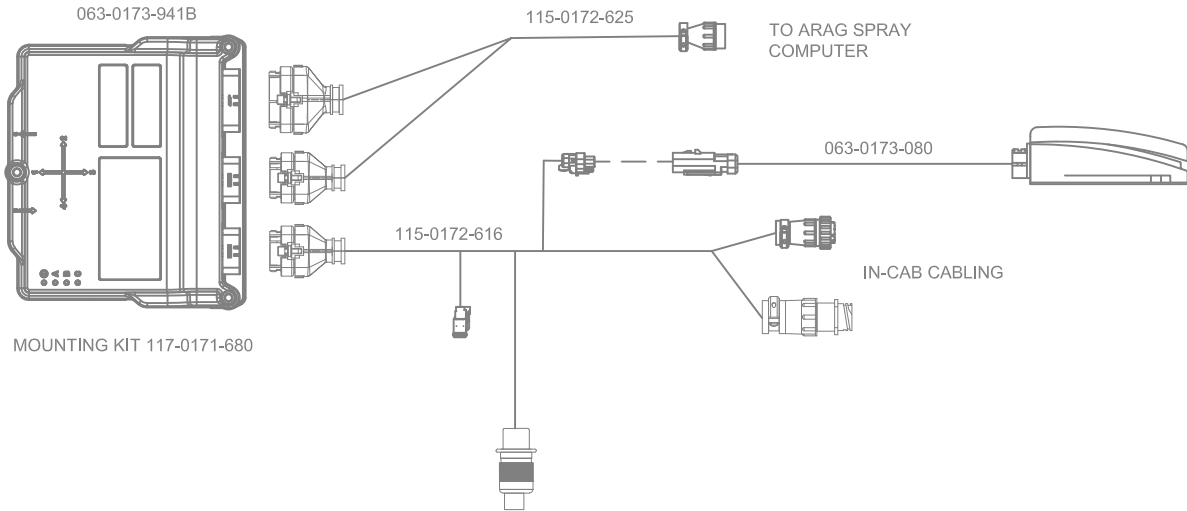 063-0173-941B
115-0172-625
TO ARAG SPRAY
COMPUTER
063-0173-080
115-0172-616
IN-CAB CABLING
MOUNTING KIT 117-0171-680